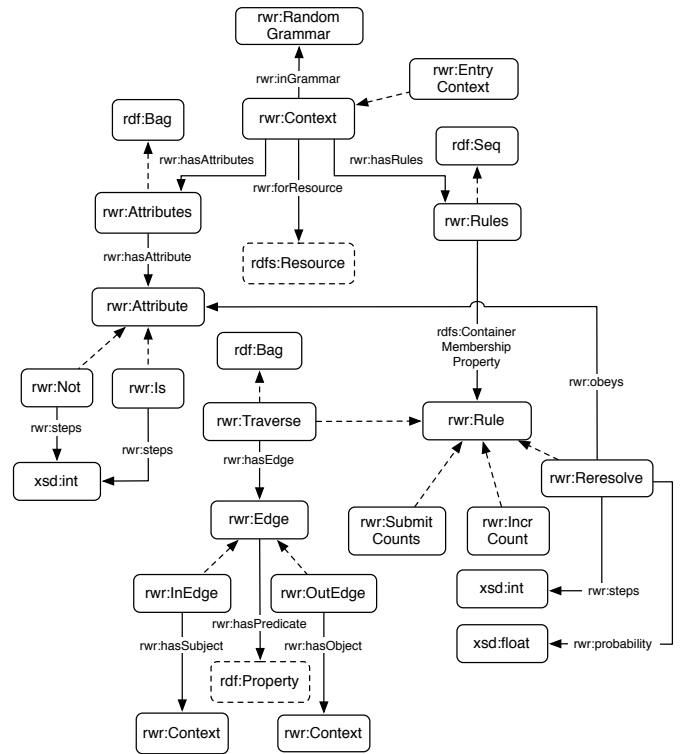 rwr:Random
Grammar
rwr:inGrammar
rwr:Entry
Context
rwr:Context
rdf:Bag
rdf:Seq
rwr:hasAttributes
rwr:hasRules
rwr:forResource
rwr:Attributes
rwr:Rules
rwr:hasAttribute
rdfs:Resource
rwr:Attribute
rdfs:Container
Membership
Property
rdf:Bag
rwr:obeys
rwr:Not
rwr:Is
rwr:Traverse
rwr:Rule
rwr:steps
rwr:steps
rwr:hasEdge
xsd:int
rwr:Reresolve
rwr:Edge
rwr:Submit
Counts
rwr:Incr
Count
rwr:InEdge
rwr:OutEdge
xsd:int
rwr:steps
rwr:hasPredicate
rwr:hasSubject
rwr:hasObject
xsd:float
rwr:probability
rdf:Property
rwr:Context
rwr:Context